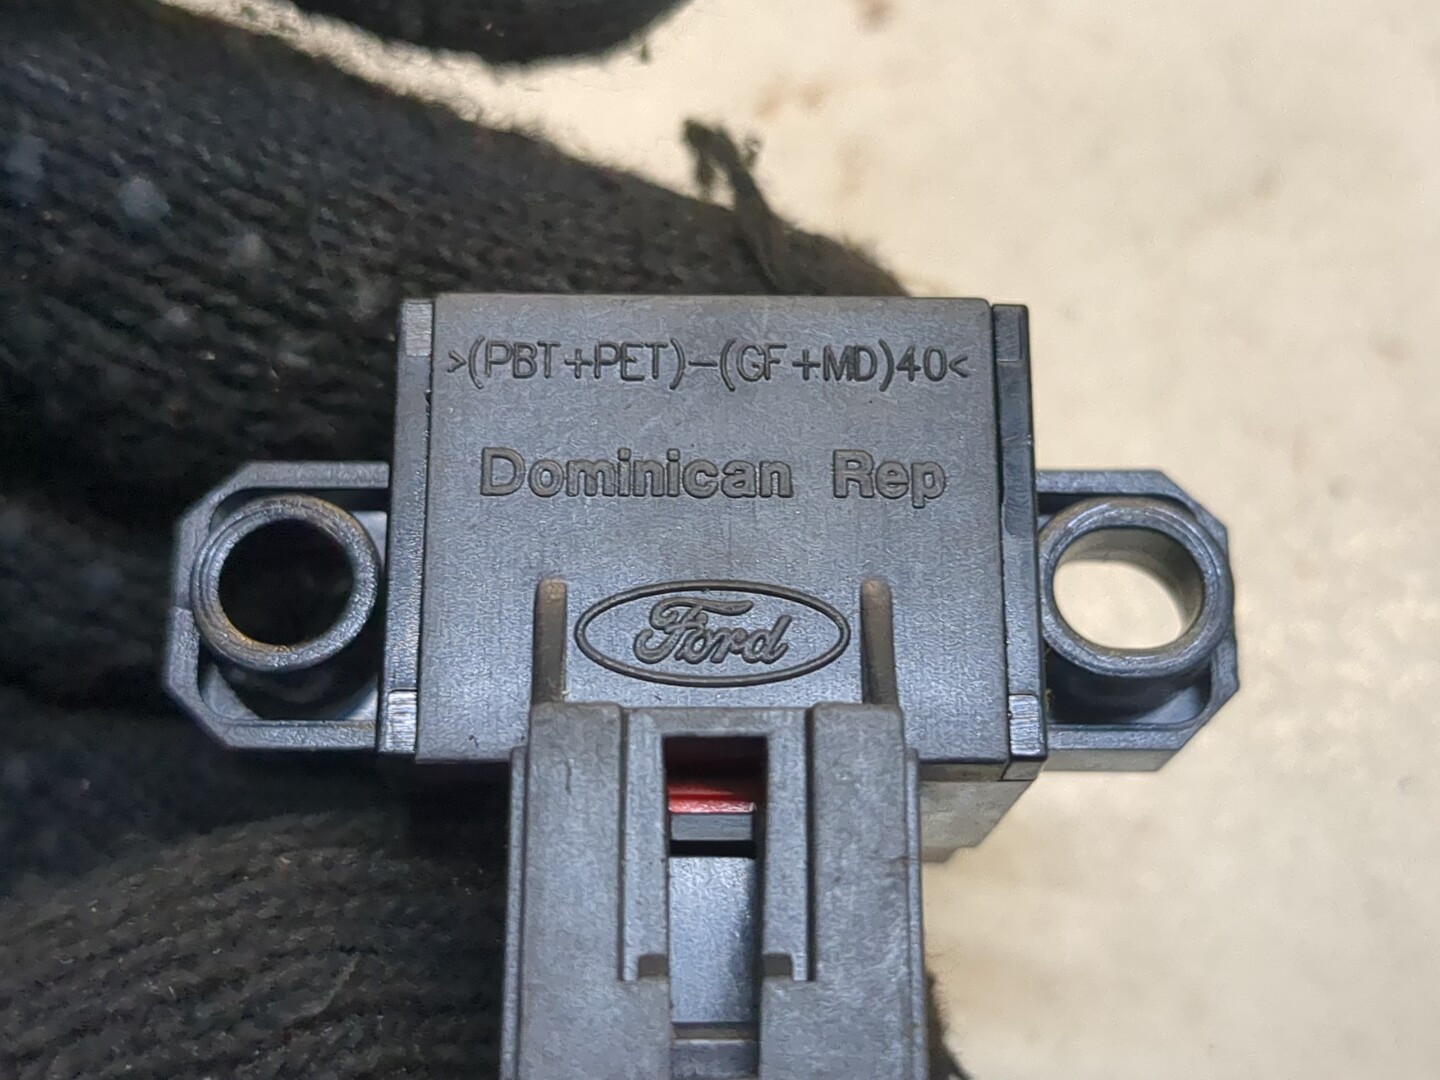 >(PBT+PET)-(GF+MD)40<
Dominican Rep
Ford